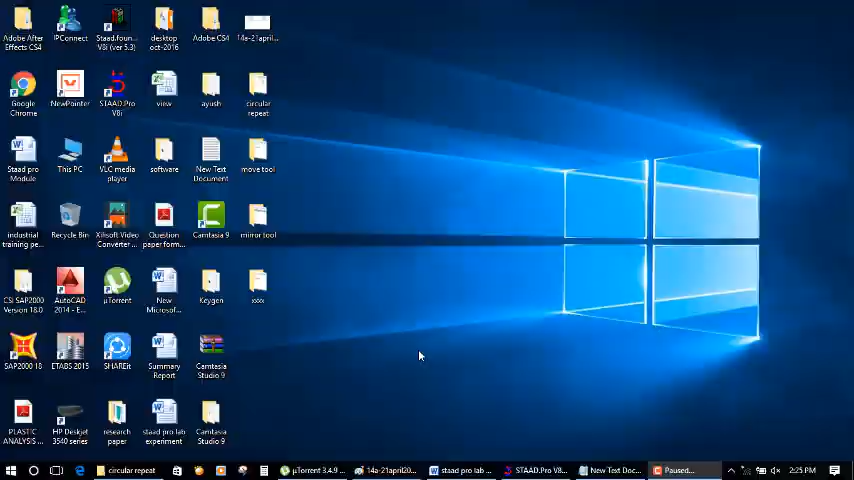 Adobe After
Effects CS4
IPConnect
Staad.foun...
V8i (ver 5.3)
desktop
oct-2016
Adobe CS4
14a-21april...
Google
Chrome
NewPointer
STAAD.Pro
V8i
view
ayush
circular
repeat
Staad pro
Module
This PC
VLC media
player
software
New Text
Document
move tool
industrial
training pe...
Recycle Bin
Xilisoft Video
Converter ...
Question
paper form...
Camtasia 9
mirror tool
CSI SAP2000
Version 18.0
AutoCAD
2014 - E...
µTorrent
New
Microsof...
Keygen
xxx
SAP2000 18
ETABS 2015
SHAREit
Summary
Report
Camtasia
Studio 9
PLASTIC
ANALYSIS ...
HP Deskjet
3540 series
research
paper
staad pro lab
experiment
Camtasia
Studio 9
circular repeat
µTorrent 3.4.9 ...
14a-21april20...
staad pro lab ...
STAAD.Pro V8...
New Text Doc...
Paused...
2:25 PM